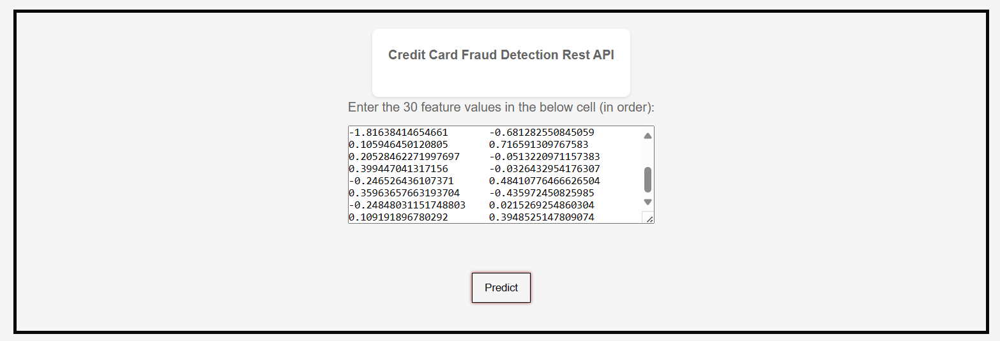 Credit Card Fraud Detection Rest API
Enter the 30 feature values in the below cell (in order):
-1.81638414654661 -0.681282550845059
0.105946450120805 0.716591309767583
0.20528462271997697 -0.0513220971157383
0.399447041317156 -0.0326432954176307
-0.246526436107371 0.48410776466626504
0.35963657663193704 -0.435972450825985
-0.24848031151748803 0.0215269254860304
0.109191896780292 0.3948525147809074
Predict